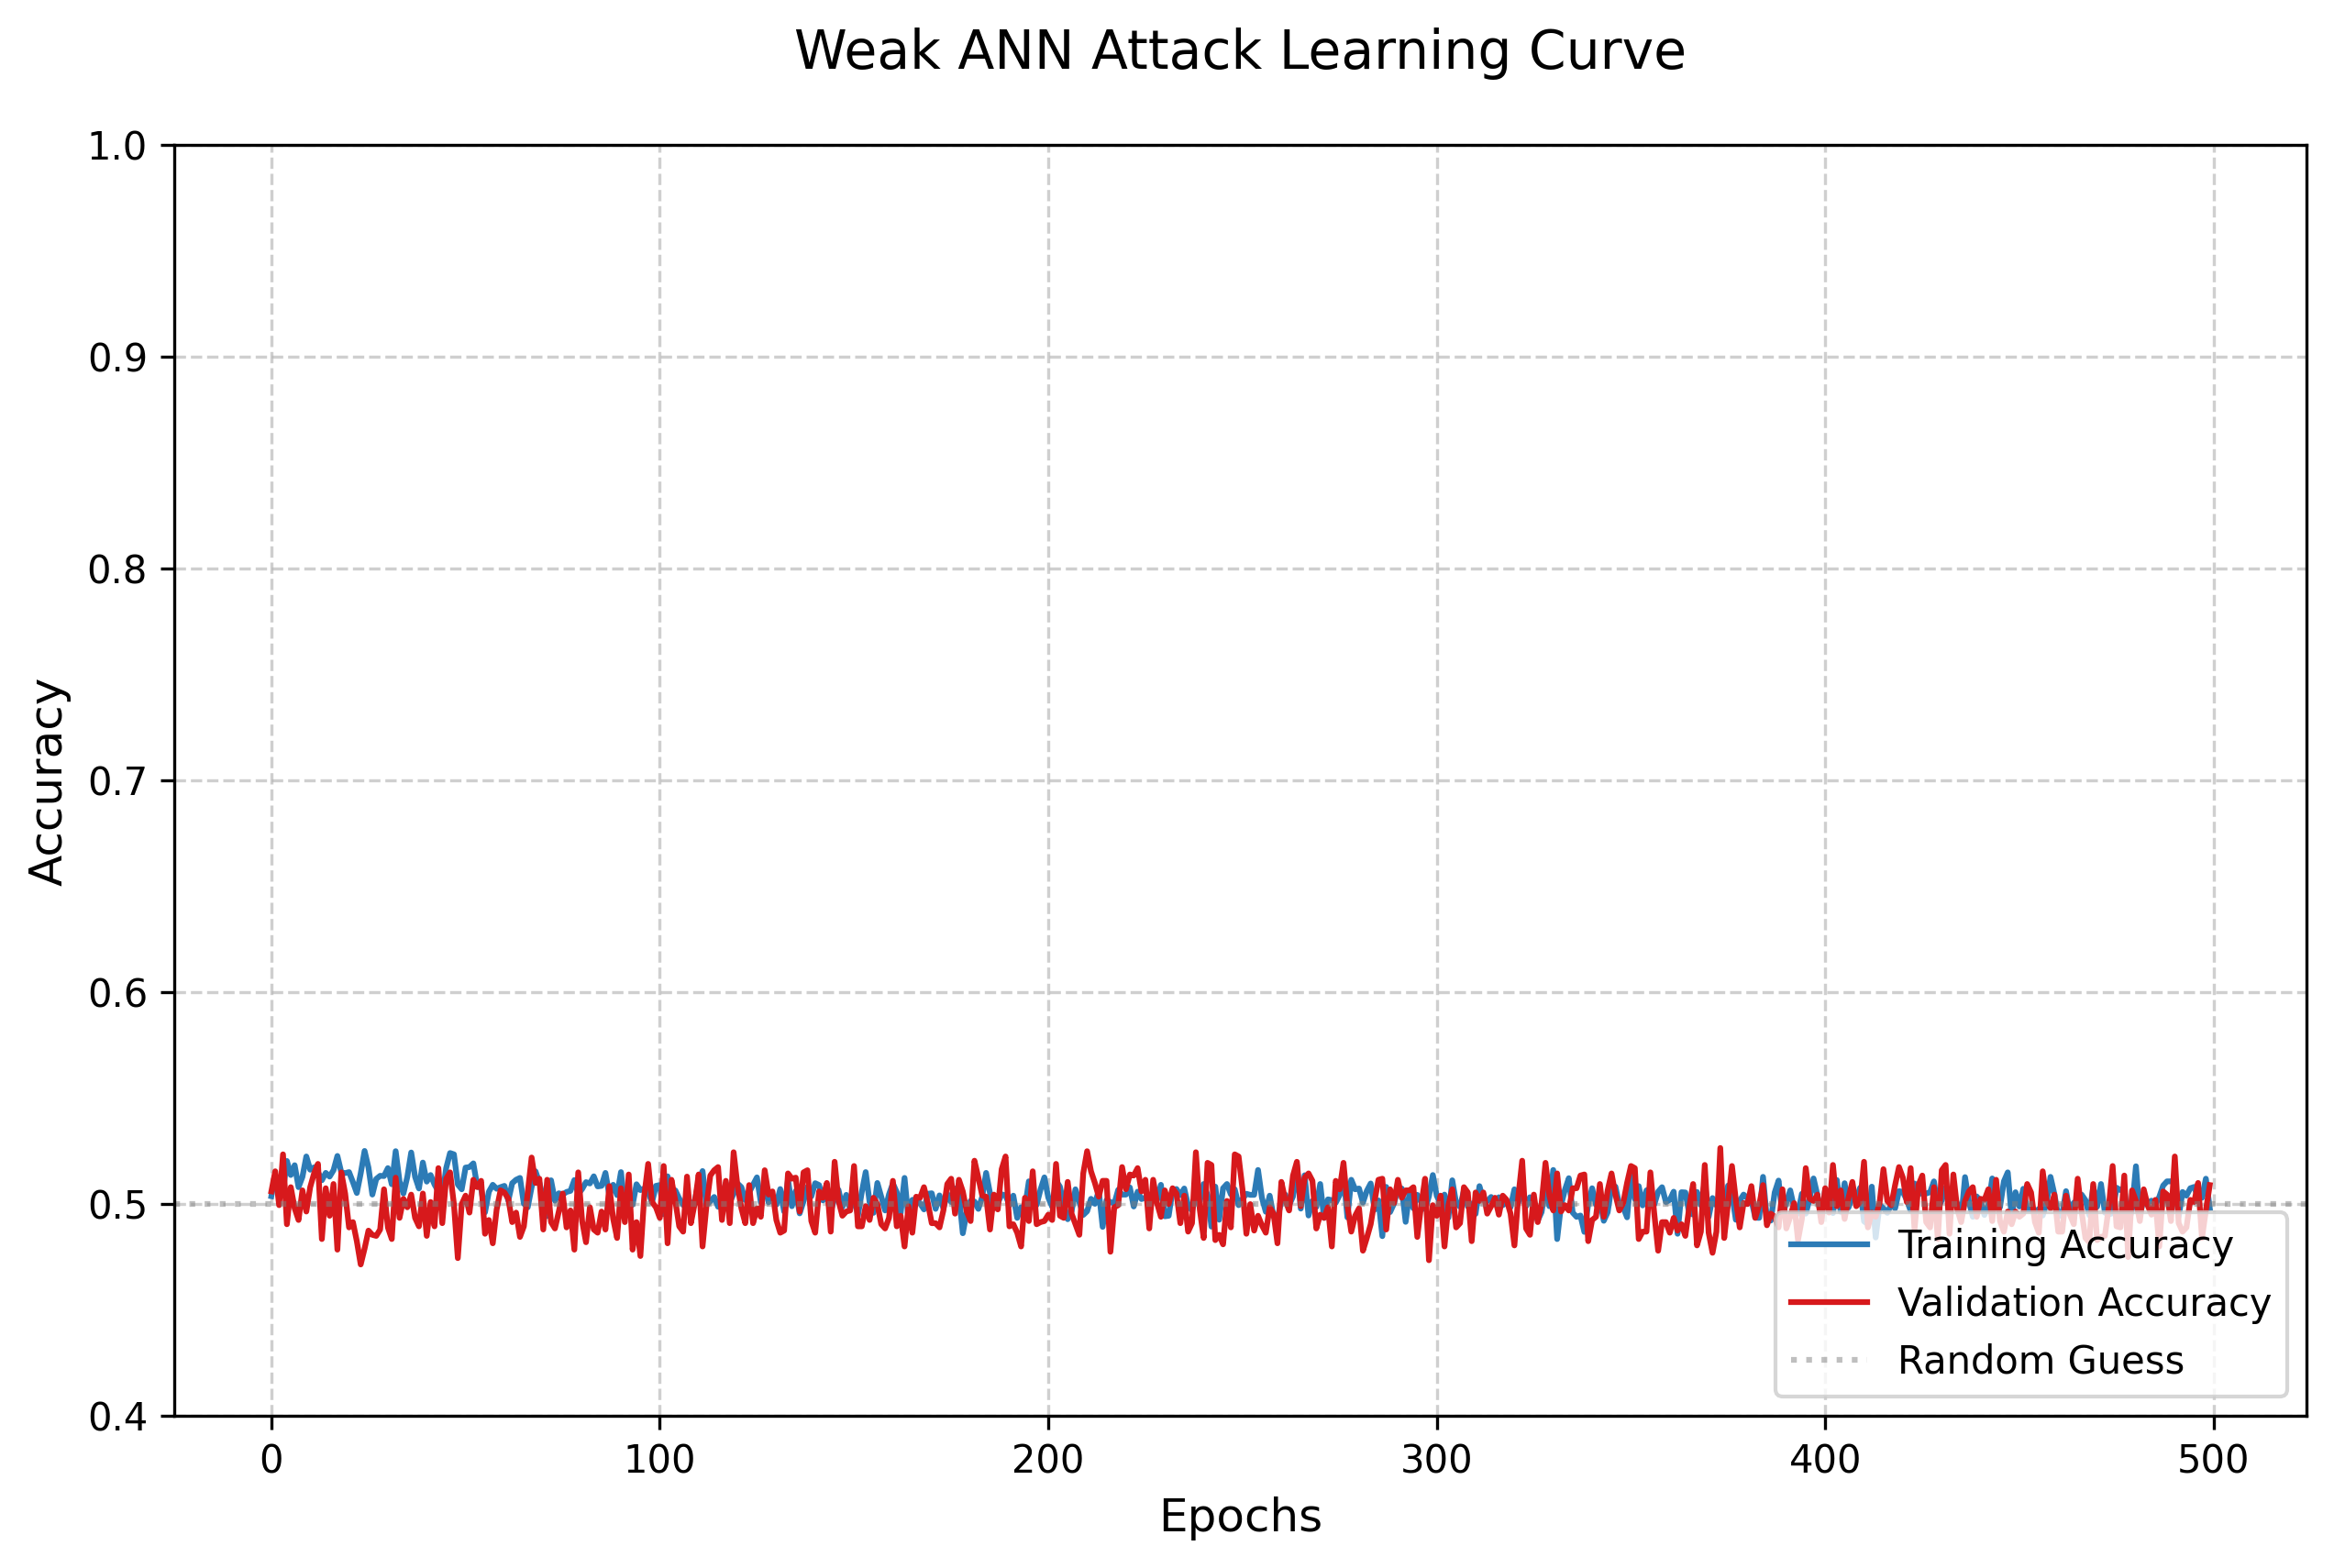 Weak ANN Attack Learning Curve
Accuracy
1.0
0.9
0.8
0.7
0.6
0.5
0.4
0 100 200 300 400 500
Epochs
Training Accuracy
Validation Accuracy
Random Guess